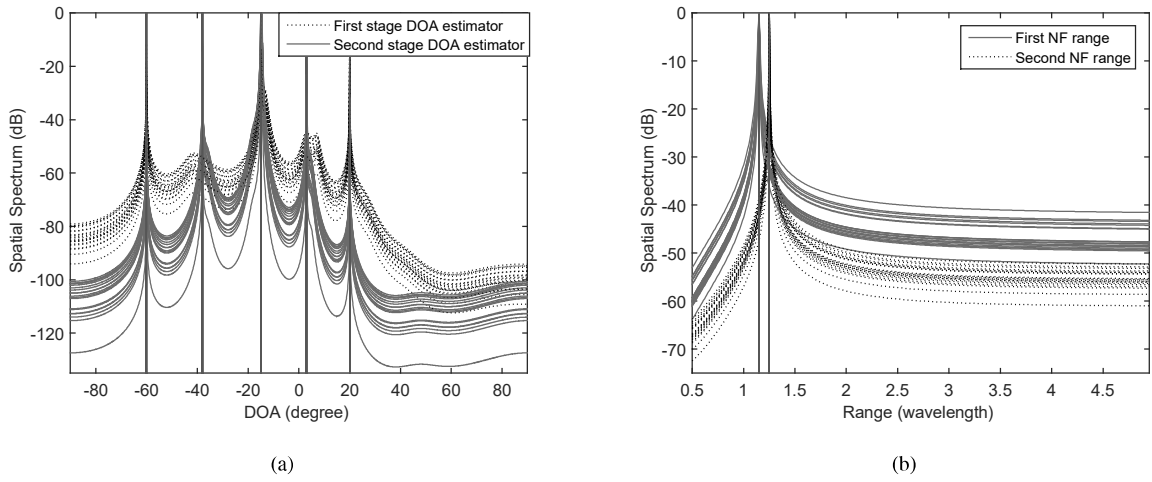 First stage DOA estimator
Second stage DOA estimator
Spatial Spectrum (dB)
0
-20
-40
-60
-80
-100
-120
-80 -60 -40 -20 0 20 40 60 80
DOA (degree)
(a)
First NF range
Second NF range
Spatial Spectrum (dB)
0
-10
-20
-30
-40
-50
-60
-70
0.5 1 1.5 2 2.5 3 3.5 4 4.5
Range (wavelength)
(b)